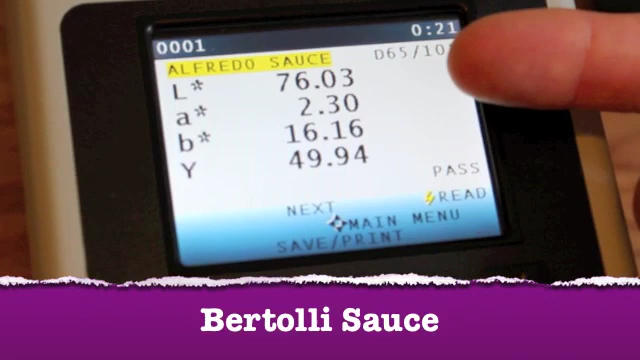 0001 0:21
ALFREDO SAUCE D65/10
L* 76.03
a* 2.30
b* 16.16
Y 49.94
PASS
NEXT READ
MAIN MENU
SAVE/PRINT
Bertolli Sauce